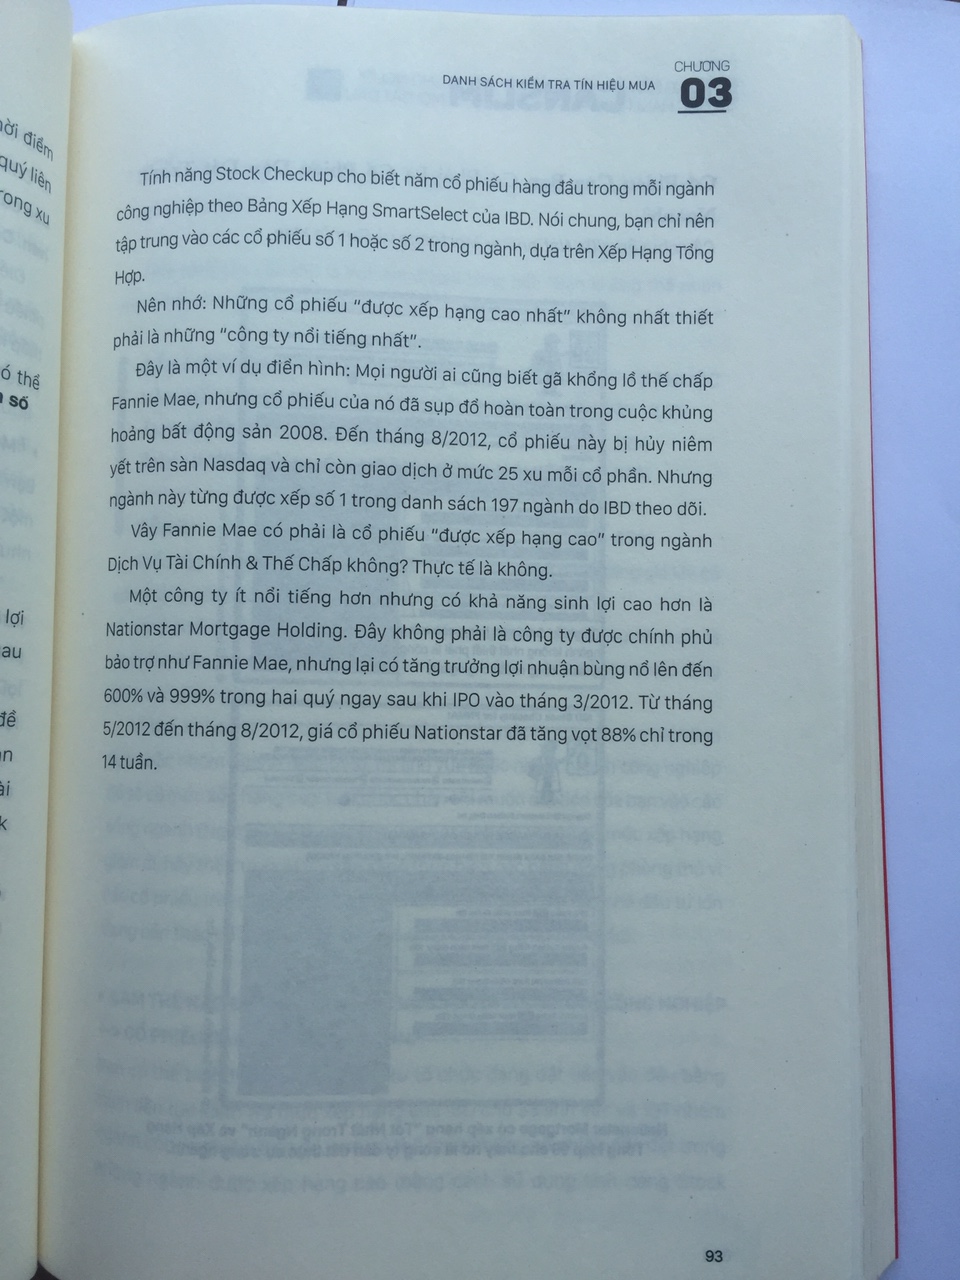 CHƯƠNG
DANH SÁCH KIỂM TRA TÍN HIỆU MUA
03
Tính năng Stock Checkup cho biết năm cổ phiếu hàng đầu trong mỗi ngành
công nghiệp theo Bảng Xếp Hạng SmartSelect của IBD. Nói chung, bạn chỉ nên
tập trung vào các cổ phiếu số 1 hoặc số 2 trong ngành, dựa trên Xếp Hạng Tổng
Hợp.
Nên nhớ: Những cổ phiếu “được xếp hạng cao nhất” không nhất thiết
phải là những “công ty nổi tiếng nhất”.
Đây là một ví dụ điển hình: Mọi người ai cũng biết gã khổng lồ thế chấp
Fannie Mae, nhưng cổ phiếu của nó đã sụp đổ hoàn toàn trong cuộc khủng
hoảng bất động sản 2008. Đến tháng 8/2012, cổ phiếu này bị hủy niêm
yết trên sàn Nasdaq và chỉ còn giao dịch ở mức 25 xu mỗi cổ phần. Nhưng
ngành này từng được xếp số 1 trong danh sách 197 ngành do IBD theo dõi.
Vây Fannie Mae có phải là cổ phiếu “được xếp hạng cao” trong ngành
Dịch Vụ Tài Chính & Thế Chấp không? Thực tế là không.
Một công ty ít nổi tiếng hơn nhưng có khả năng sinh lợi cao hơn là
Nationstar Mortgage Holding. Đây không phải là công ty được chính phủ
bảo trợ như Fannie Mae, nhưng lại có tăng trưởng lợi nhuận bùng nổ lên đến
600% và 999% trong hai quý ngay sau khi IPO vào tháng 3/2012. Từ tháng
5/2012 đến tháng 8/2012, giá cổ phiếu Nationstar đã tăng vọt 88% chỉ trong
14 tuần.
93
điểm
quý liên
xu
thể
số
lợi